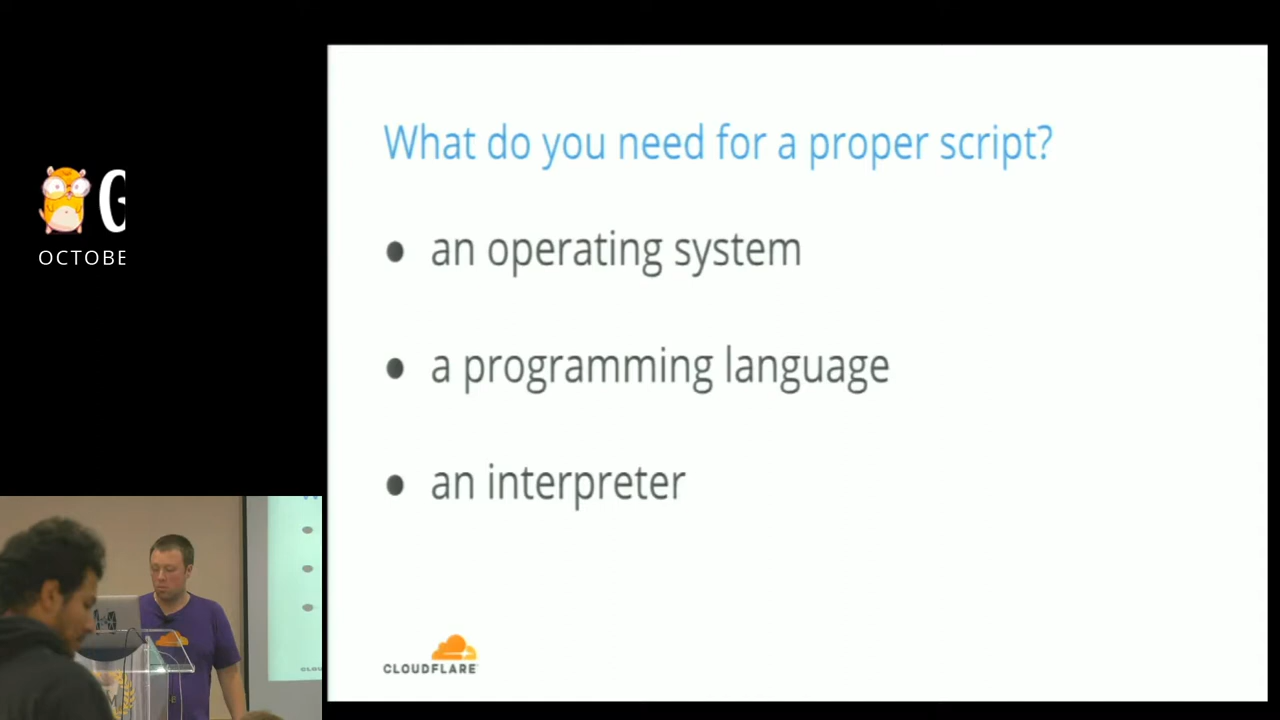 G
OCTOBE
What do you need for a proper script?
• an operating system
• a programming language
• an interpreter
CLOUDFLARE